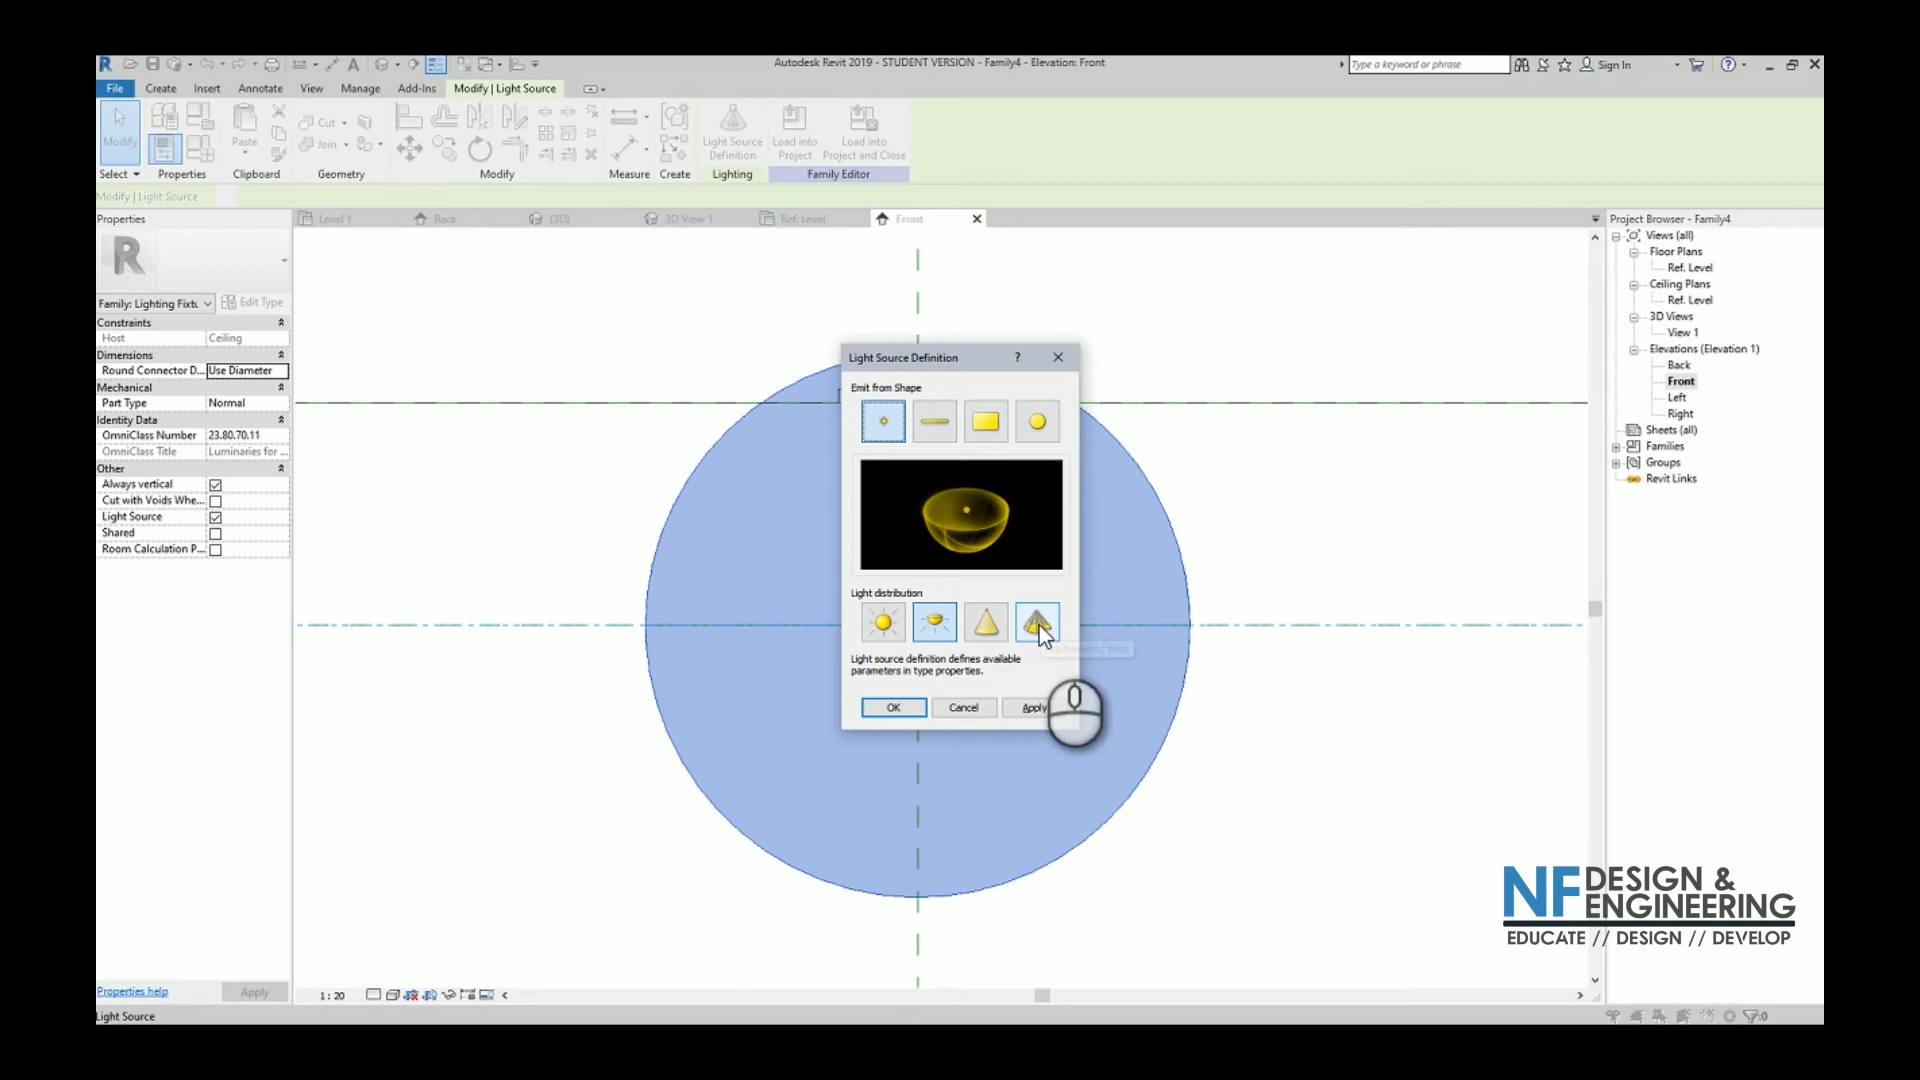 Autodesk Revit 2019 - STUDENT VERSION - Family4 - Elevation: Front
Type a keyword or phrase
Sign In
File Create Insert Annotate View Manage Add-Ins Modify | Light Source
Modify
Paste
Cut
Join
Light Source Definition
Load into Project
Load into Project and Close
Select Properties Clipboard Geometry Modify Measure Create Lighting Family Editor
Modify | Light Source
Properties
Level 1 Back {3D} 3D View 1 Ref. Level Front
Family: Lighting Fixtu
Edit Type
Constraints
Host Ceiling
Dimensions
Round Connector D... Use Diameter
Mechanical
Part Type Normal
Identity Data
OmniClass Number 23.80.70.11
OmniClass Title Luminaries for ...
Other
Always vertical
Cut with Voids Whe...
Light Source
Shared
Room Calculation P...
Properties help
Apply
Light Source Definition
Emit from Shape
Light distribution
Light source definition defines available
parameters in type properties.
OK Cancel Apply
Project Browser - Family4
Views (all)
Floor Plans
Ref. Level
Ceiling Plans
Ref. Level
3D Views
View 1
Elevations (Elevation 1)
Back
Front
Left
Right
Sheets (all)
Families
Groups
Revit Links
NF DESIGN &
ENGINEERING
EDUCATE // DESIGN // DEVELOP
1 : 20
Light Source
:0